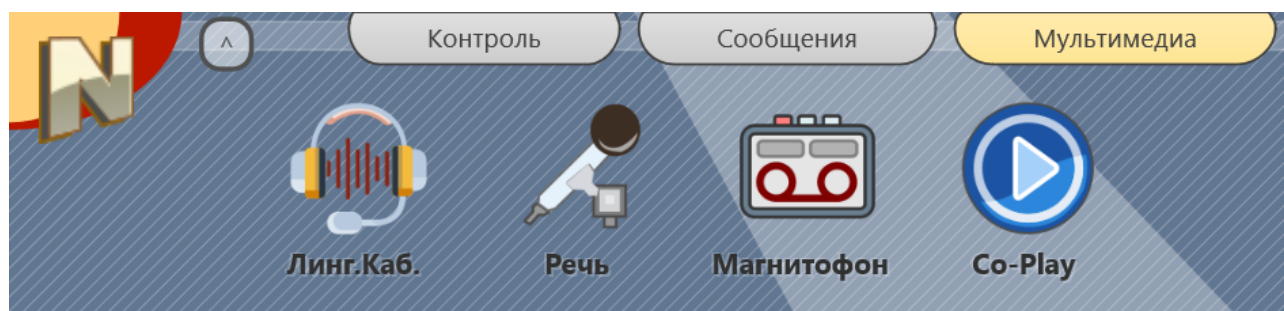 N
^
Контроль
Сообщения
Мультимедиа
Линг.Каб.
Речь
Магнитофон
Co-Play